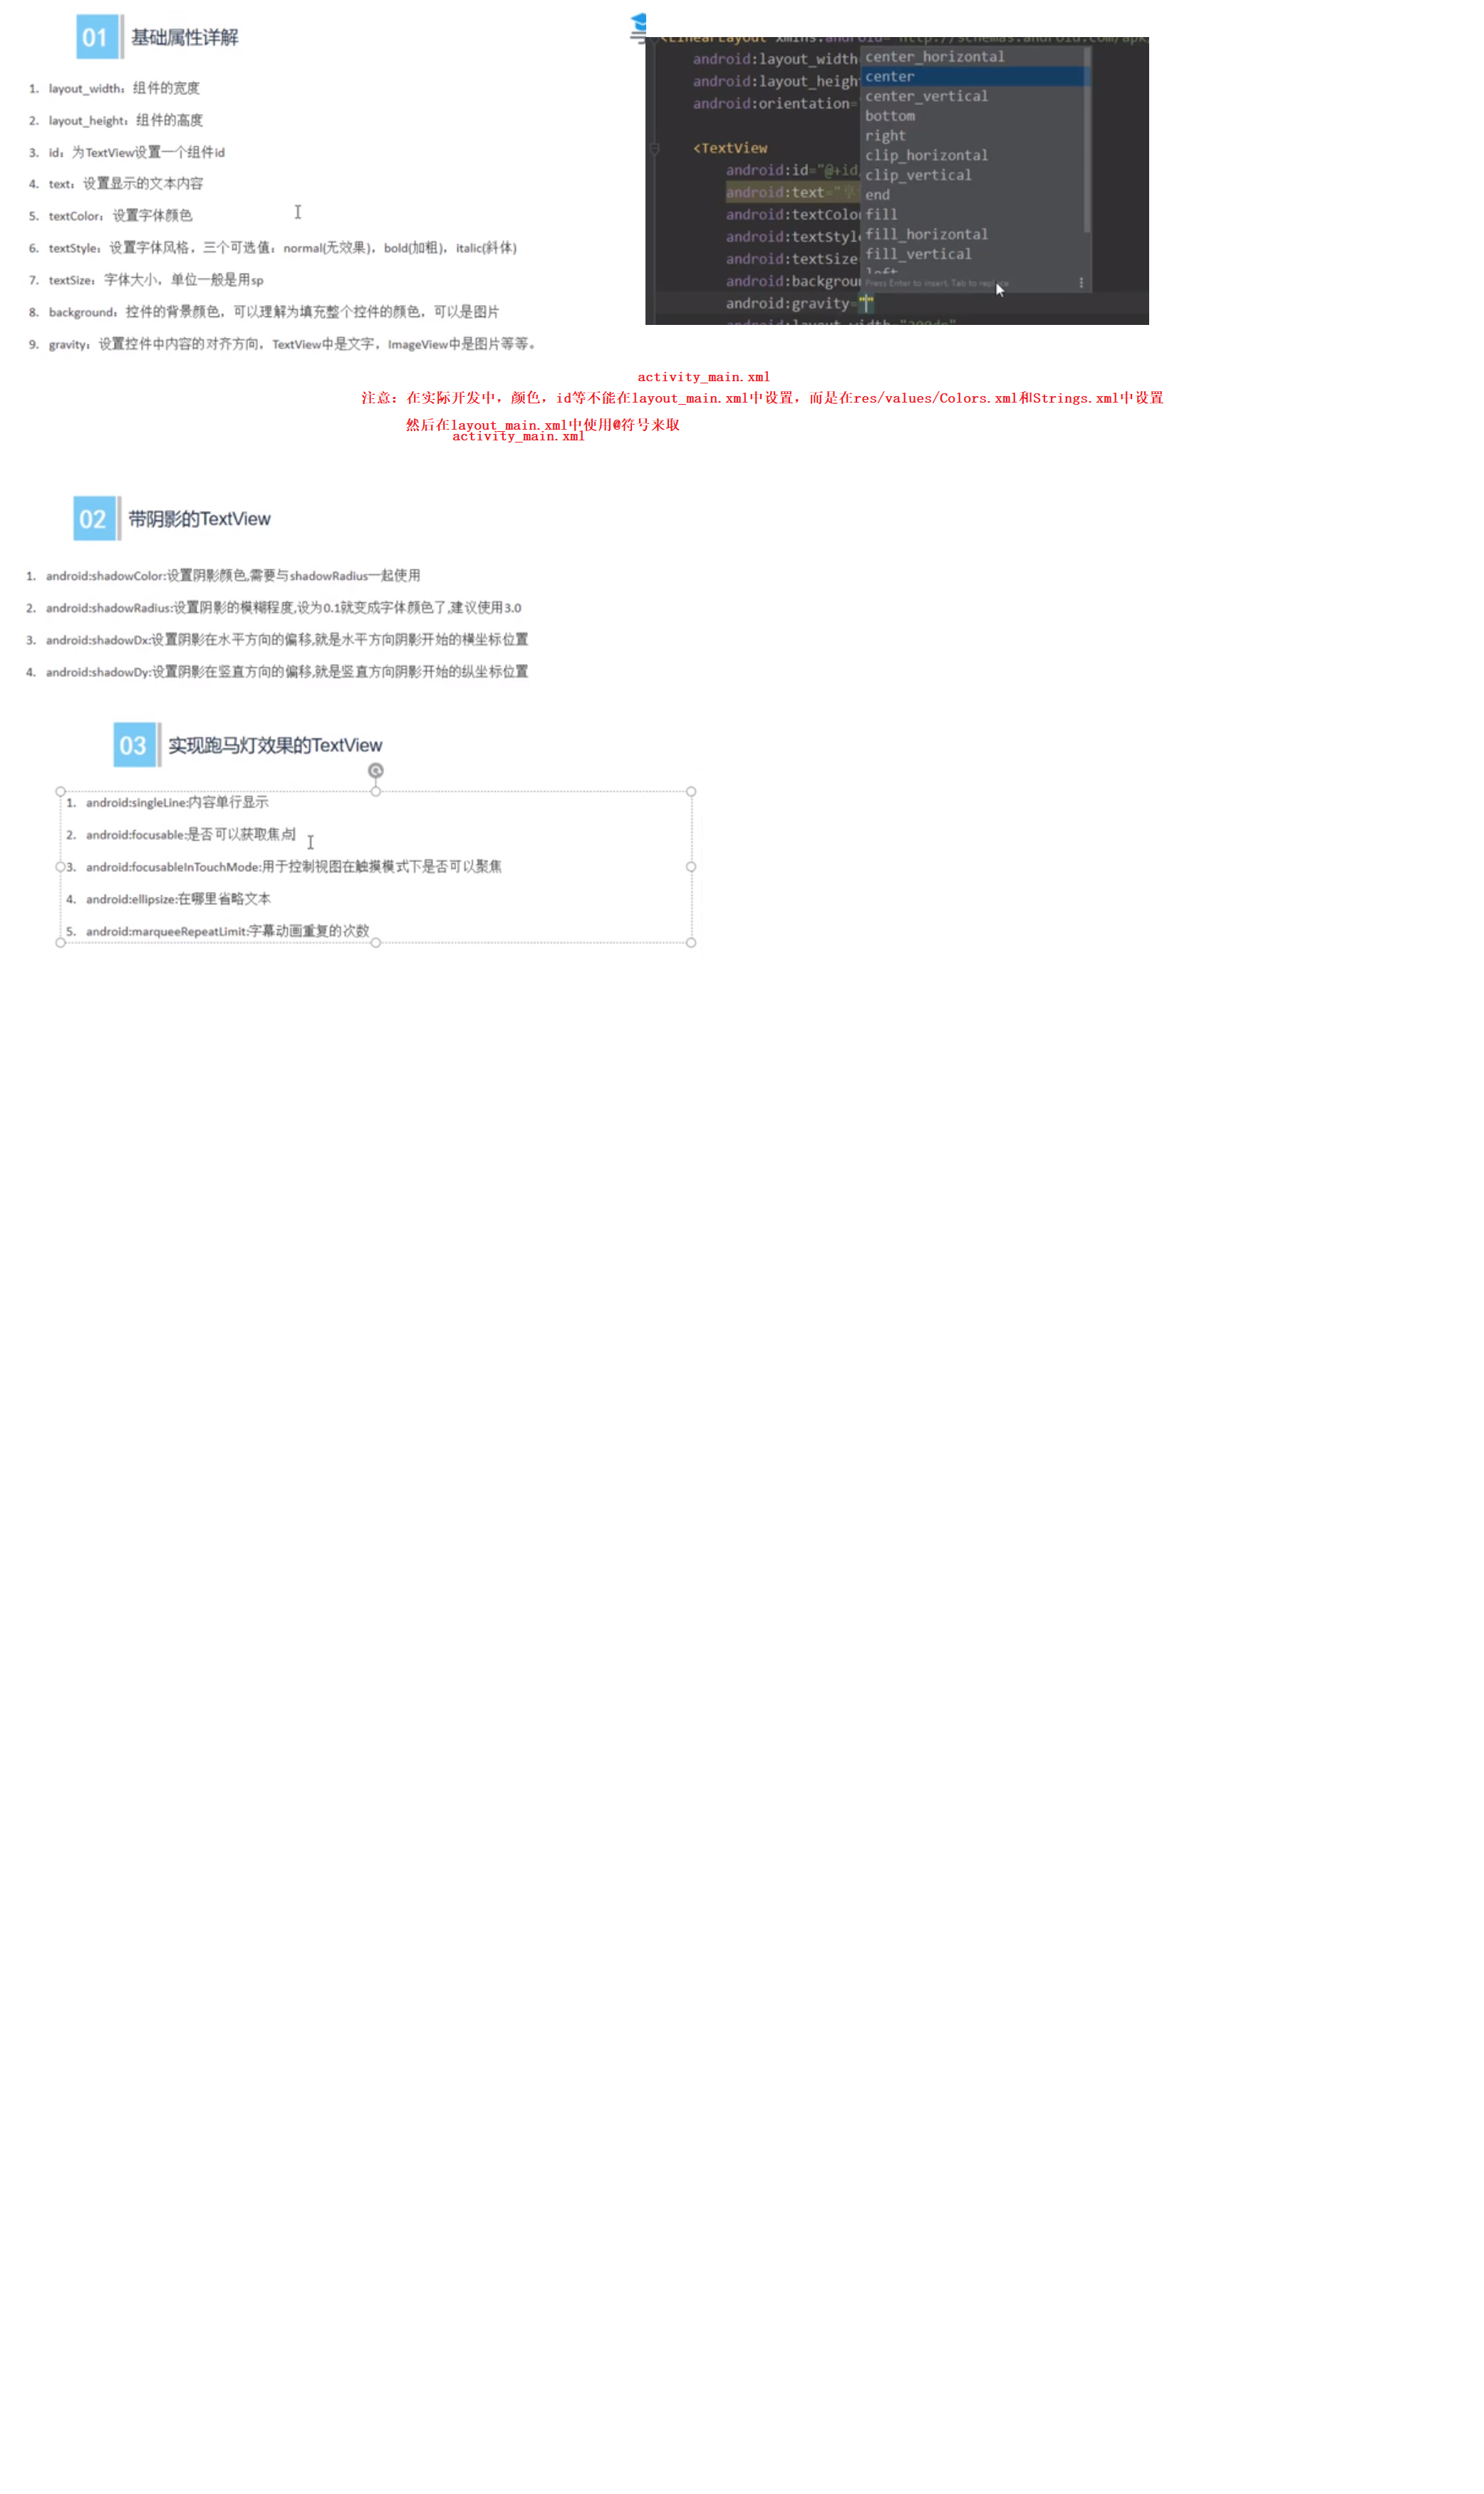 01 基础属性详解
1. layout_width：组件的宽度
2. layout_height：组件的高度
3. id：为TextView设置一个组件id
4. text：设置显示的文本内容
5. textColor：设置字体颜色
6. textStyle：设置字体风格，三个可选值：normal(无效果)，bold(加粗)，italic(斜体)
7. textSize：字体大小，单位一般是用sp
8. background：控件的背景颜色，可以理解为填充整个控件的颜色，可以是图片
9. gravity：设置控件中内容的对齐方向，TextView中是文字，ImageView中是图片等等。
<LinearLayout xmlns:android="http://schemas.android.com/apk
android:layout_width
android:layout_heigh
android:orientation=
<TextView
android:id="@+id
android:text="
android:textColo
android:textStyl
android:textSize
android:backgrou
android:gravity=""
android:layout_width="200dp"
center_horizontal
center
center_vertical
bottom
right
clip_horizontal
clip_vertical
end
fill
fill_horizontal
fill_vertical
left
Press Enter to insert, Tab to replace
activity_main.xml
注意：在实际开发中，颜色，id等不能在layout_main.xml中设置，而是在res/values/Colors.xml和Strings.xml中设置
然后在layout_main.xml中使用@符号来取
activity_main.xml
02 带阴影的TextView
1. android:shadowColor:设置阴影颜色,需要与shadowRadius一起使用
2. android:shadowRadius:设置阴影的模糊程度,设为0.1就变成字体颜色了,建议使用3.0
3. android:shadowDx:设置阴影在水平方向的偏移,就是水平方向阴影开始的横坐标位置
4. android:shadowDy:设置阴影在竖直方向的偏移,就是竖直方向阴影开始的纵坐标位置
03 实现跑马灯效果的TextView
1. android:singleLine:内容单行显示
2. android:focusable:是否可以获取焦点
3. android:focusableInTouchMode:用于控制视图在触摸模式下是否可以聚焦
4. android:ellipsize:在哪里省略文本
5. android:marqueeRepeatLimit:字幕动画重复的次数